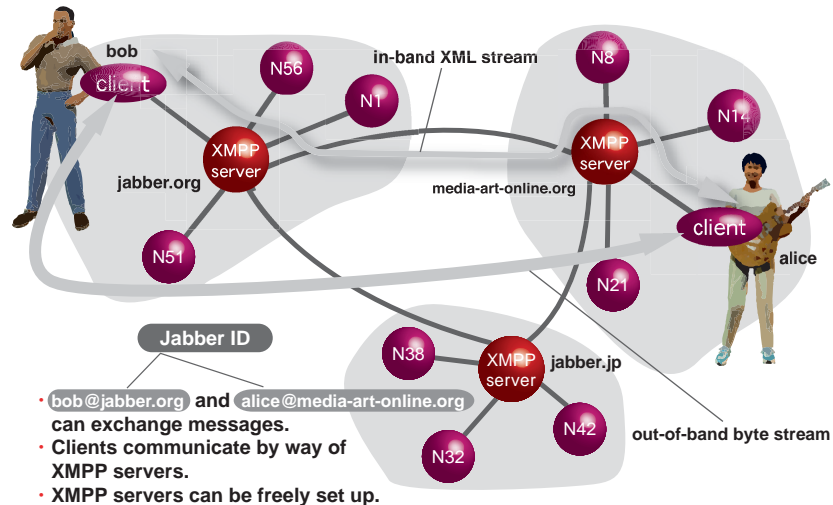 bob
client
N56
in-band XML stream
N8
N1
N14
XMPP
server
XMPP
server
jabber.org
media-art-online.org
client
alice
N51
N21
Jabber ID
N38
XMPP
server
jabber.jp
· bob@jabber.org and alice@media-art-online.org
can exchange messages.
· Clients communicate by way of
XMPP servers.
· XMPP servers can be freely set up.
N42
N32
out-of-band byte stream